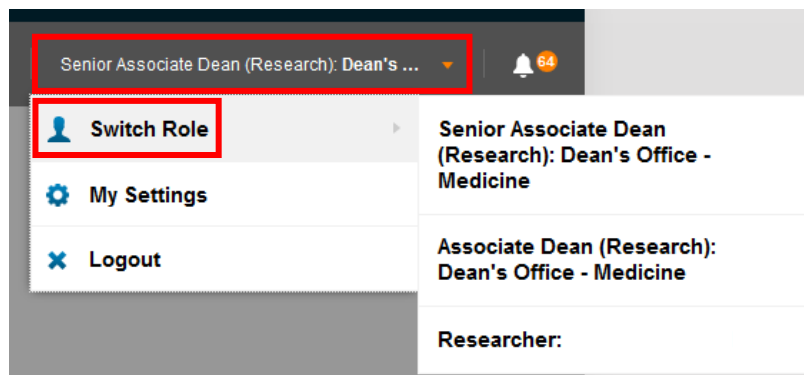 Senior Associate Dean (Research): Dean's ...
64
Switch Role
My Settings
Logout
Senior Associate Dean
(Research): Dean's Office -
Medicine
Associate Dean (Research):
Dean's Office - Medicine
Researcher: